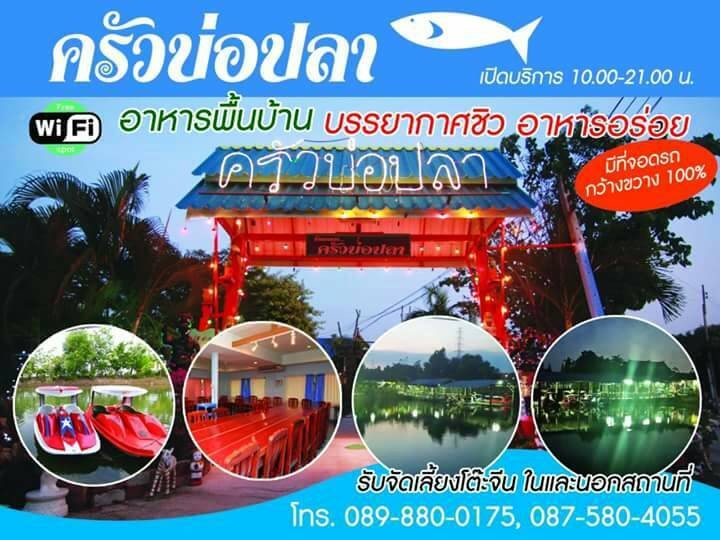 ครัวบ่อปลา
เปิดบริการ 10.00-21.00 น.
Free
WiFi
spot
อาหารพื้นบ้าน บรรยากาศชิว อาหารอร่อย
มีที่จอดรถ
กว้างขวาง 100%
ครัวบ่อปลา
ครัวบ่อปลา
รับจัดเลี้ยงโต๊ะจีน ในและนอกสถานที่
โทร. 089-880-0175, 087-580-4055